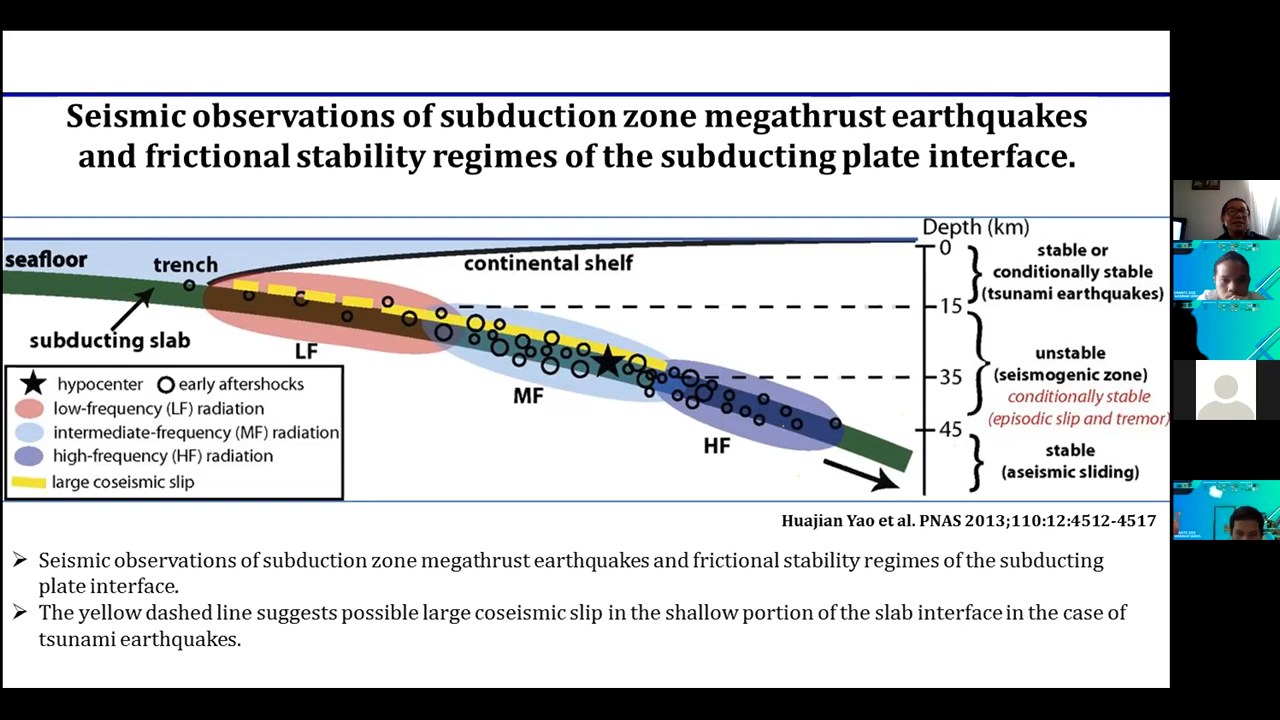 Seismic observations of subduction zone megathrust earthquakes
and frictional stability regimes of the subducting plate interface.
Depth (km)
seafloor
trench
continental shelf
subducting slab
LF
MF
HF
0
15
35
45
stable or
conditionally stable
(tsunami earthquakes)
unstable
(seismogenic zone)
conditionally stable
(episodic slip and tremor)
stable
(aseismic sliding)
hypocenter
early aftershocks
low-frequency (LF) radiation
intermediate-frequency (MF) radiation
high-frequency (HF) radiation
large coseismic slip
Huajian Yao et al. PNAS 2013;110:12:4512-4517
➢ Seismic observations of subduction zone megathrust earthquakes and frictional stability regimes of the subducting
plate interface.
➢ The yellow dashed line suggests possible large coseismic slip in the shallow portion of the slab interface in the case of
tsunami earthquakes.